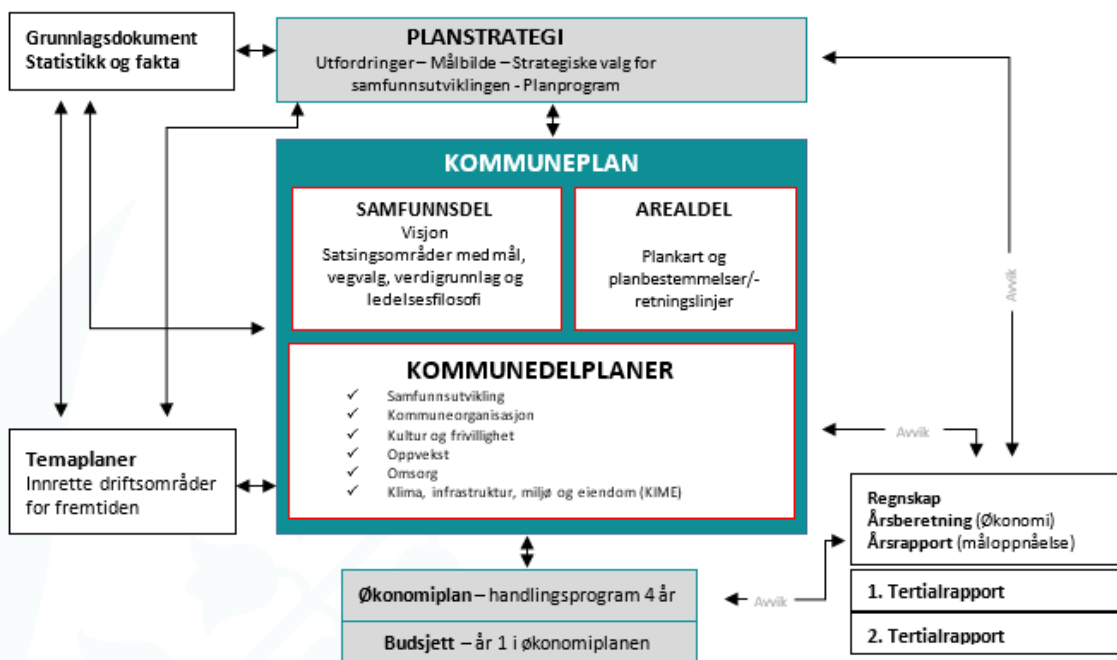 Grunnlagsdokument
Statistikk og fakta
PLANSTRATEGI
Utfordringer – Målbilde – Strategiske valg for
samfunnsutviklingen - Planprogram
KOMMUNEPLAN
SAMFUNNSDEL
Visjon
Satsingsområder med mål,
vegvalg, verdigrunnlag og
ledelsesfilosofi
AREALDEL
Plankart og
planbestemmelser/-
retningslinjer
Avvik
KOMMUNEDELPLANER
✓ Samfunnsutvikling
✓ Kommuneorganisasjon
✓ Kultur og frivillighet
✓ Oppvekst
✓ Omsorg
✓ Klima, infrastruktur, miljø og eiendom (KIME)
Avvik
Temaplaner
Innrette driftsområder
for fremtiden
Regnskap
Årsberetning (Økonomi)
Årsrapport (måloppnåelse)
1. Tertialrapport
2. Tertialrapport
Økonomiplan – handlingsprogram 4 år
Avvik
Budsjett – år 1 i økonomiplanen